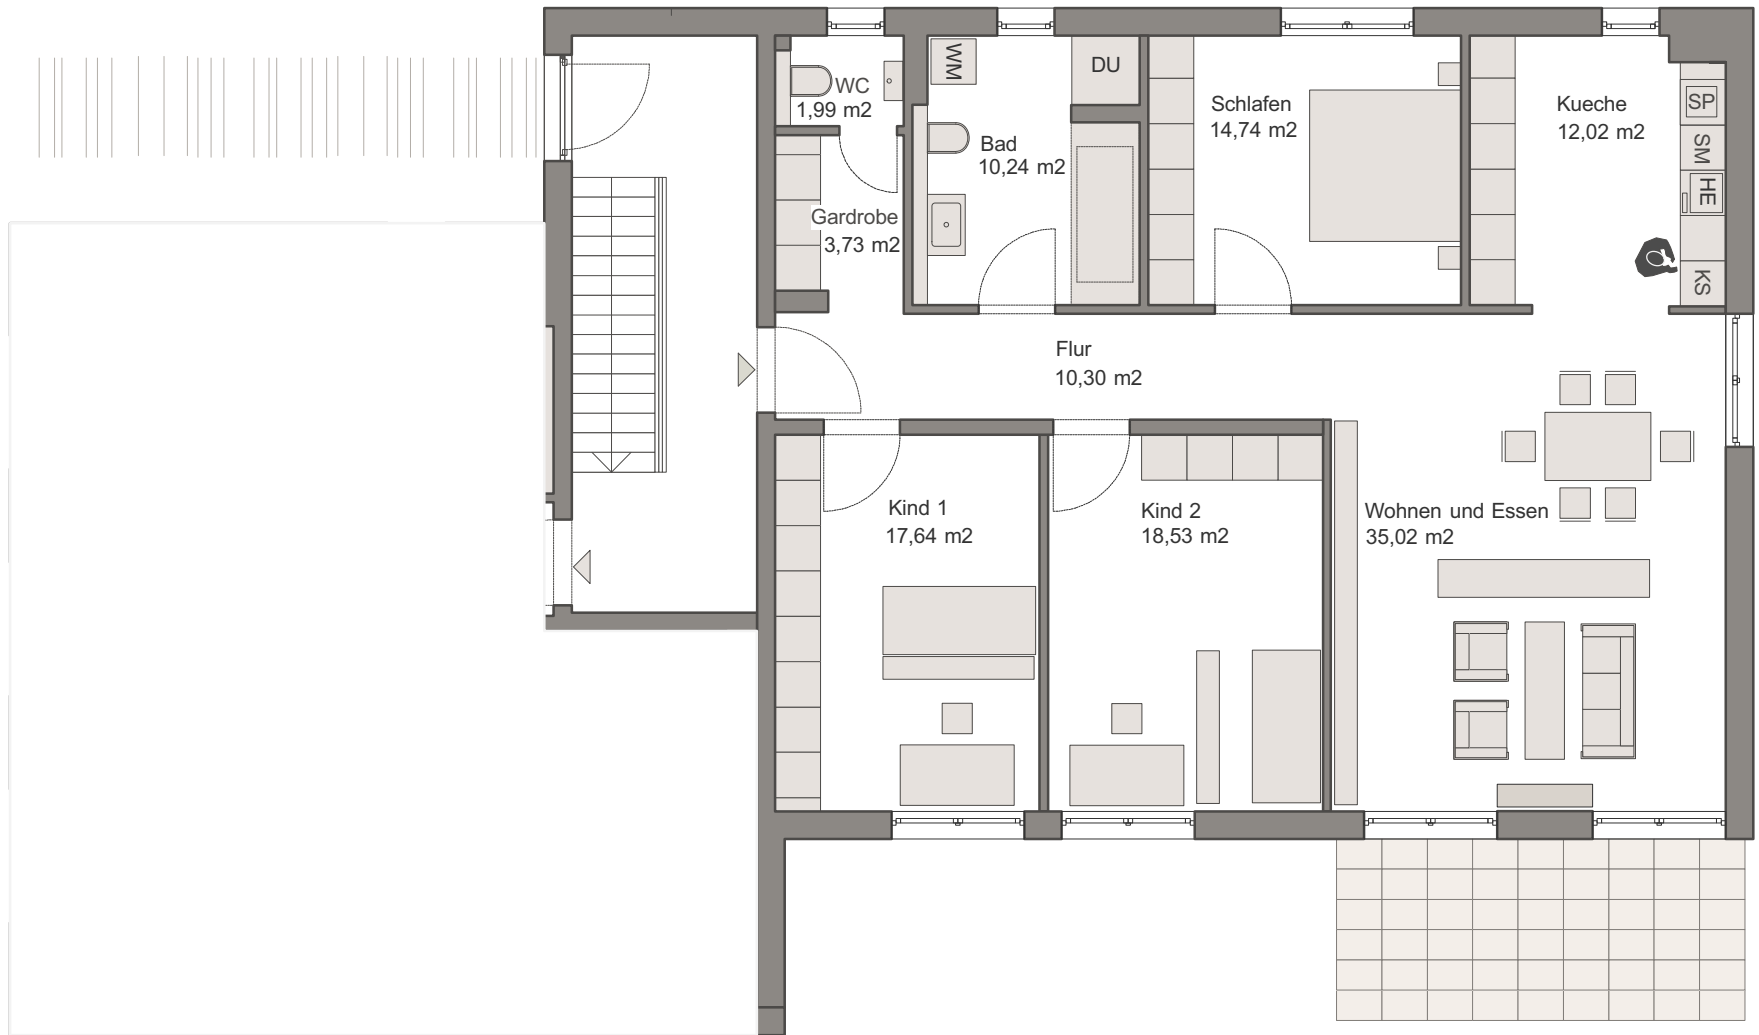 WC
1,99 m2
WM
DU
Bad
10,24 m2
Schlafen
14,74 m2
Kueche
12,02 m2
SP
SM
HE
KS
Gardrobe
3,73 m2
Flur
10,30 m2
Kind 1
17,64 m2
Kind 2
18,53 m2
Wohnen und Essen
35,02 m2